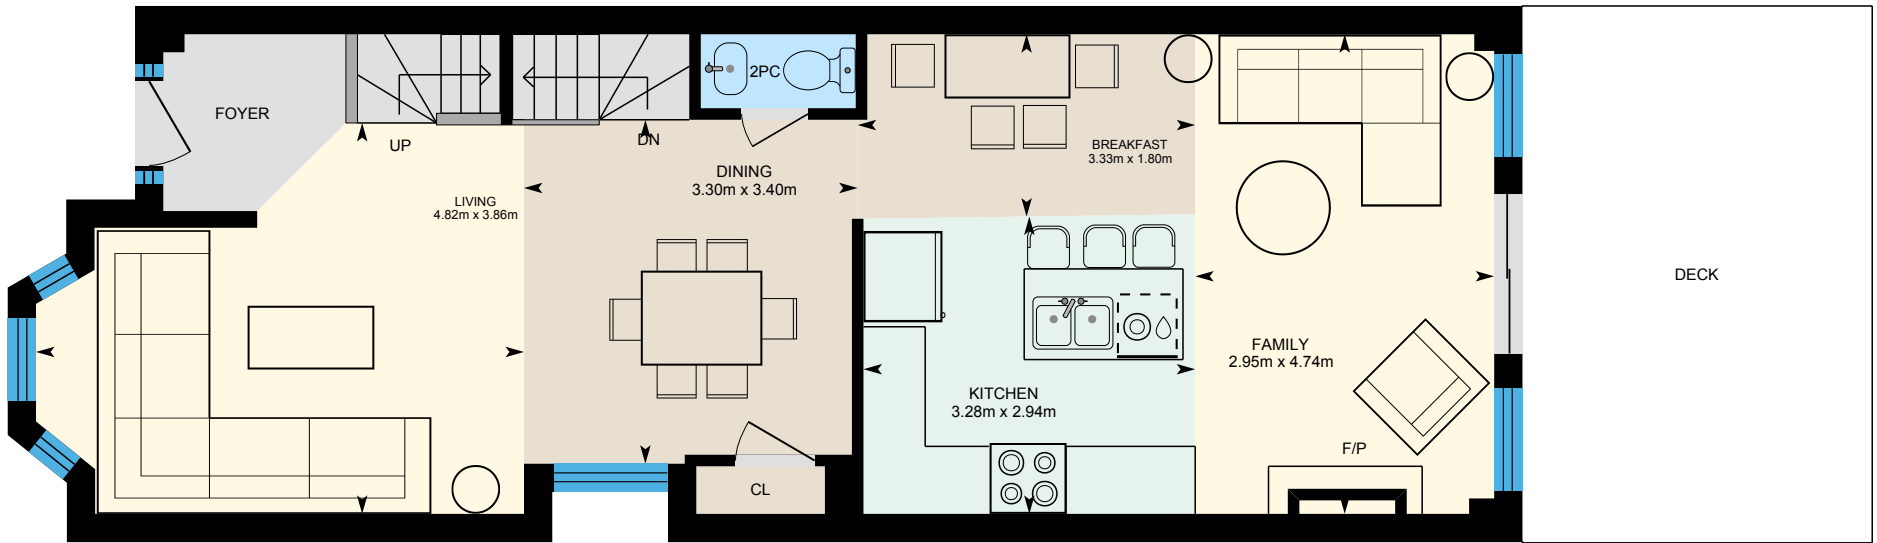 FOYER
UP
DN
2PC
LIVING
4.82m x 3.86m
DINING
3.30m x 3.40m
BREAKFAST
3.33m x 1.80m
KITCHEN
3.28m x 2.94m
FAMILY
2.95m x 4.74m
F/P
CL
DECK